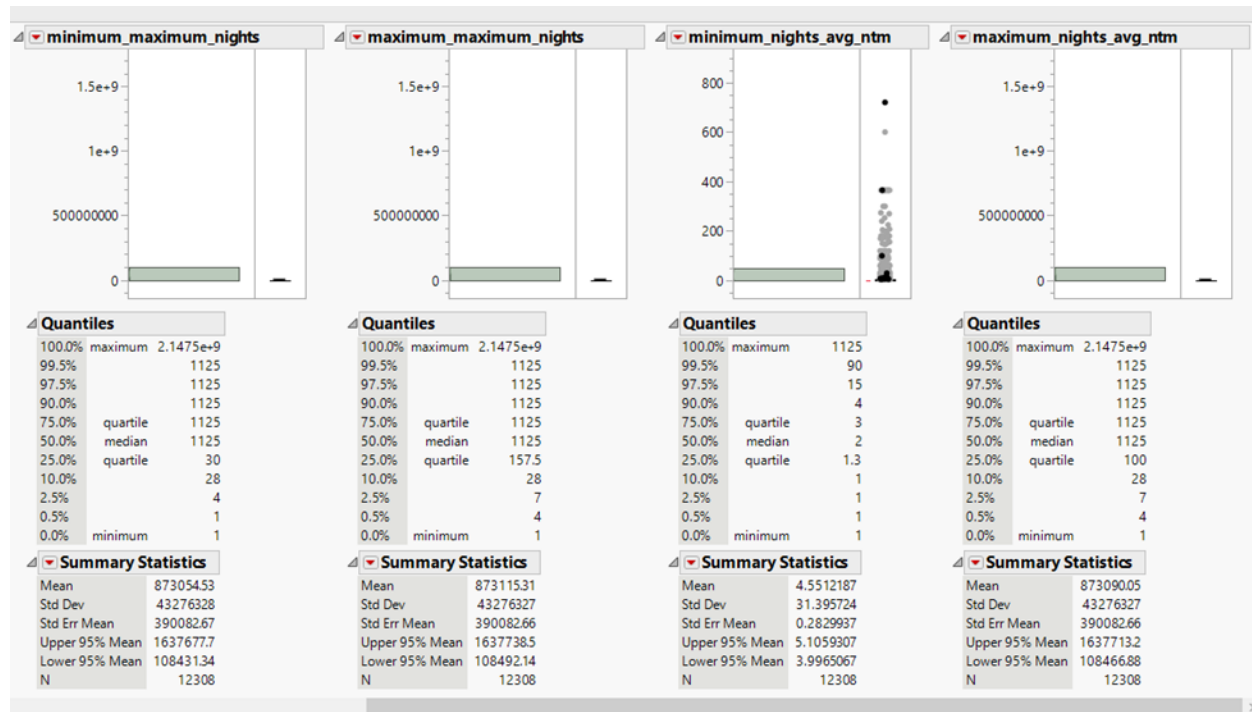 minimum_maximum_nights
1.5e+9
1e+9
500000000
0
Quantiles
100.0% maximum 2.1475e+9
99.5% 1125
97.5% 1125
90.0% 1125
75.0% quartile 1125
50.0% median 1125
25.0% quartile 30
10.0% 28
2.5% 4
0.5% 1
0.0% minimum 1
Summary Statistics
Mean 873054.53
Std Dev 43276328
Std Err Mean 390082.67
Upper 95% Mean 1637677.7
Lower 95% Mean 108431.34
N 12308
maximum_maximum_nights
1.5e+9
1e+9
500000000
0
Quantiles
100.0% maximum 2.1475e+9
99.5% 1125
97.5% 1125
90.0% 1125
75.0% quartile 1125
50.0% median 1125
25.0% quartile 157.5
10.0% 28
2.5% 7
0.5% 4
0.0% minimum 1
Summary Statistics
Mean 873115.31
Std Dev 43276327
Std Err Mean 390082.66
Upper 95% Mean 1637738.5
Lower 95% Mean 108492.14
N 12308
minimum_nights_avg_ntm
800
600
400
200
0
Quantiles
100.0% maximum 1125
99.5% 90
97.5% 15
90.0% 4
75.0% quartile 3
50.0% median 2
25.0% quartile 1.3
10.0% 1
2.5% 1
0.5% 1
0.0% minimum 1
Summary Statistics
Mean 4.5512187
Std Dev 31.395724
Std Err Mean 0.2829937
Upper 95% Mean 5.1059307
Lower 95% Mean 3.9965067
N 12308
maximum_nights_avg_ntm
1.5e+9
1e+9
500000000
0
Quantiles
100.0% maximum 2.1475e+9
99.5% 1125
97.5% 1125
90.0% 1125
75.0% quartile 1125
50.0% median 1125
25.0% quartile 100
10.0% 28
2.5% 7
0.5% 4
0.0% minimum 1
Summary Statistics
Mean 873090.05
Std Dev 43276327
Std Err Mean 390082.66
Upper 95% Mean 1637713.2
Lower 95% Mean 108466.88
N 12308